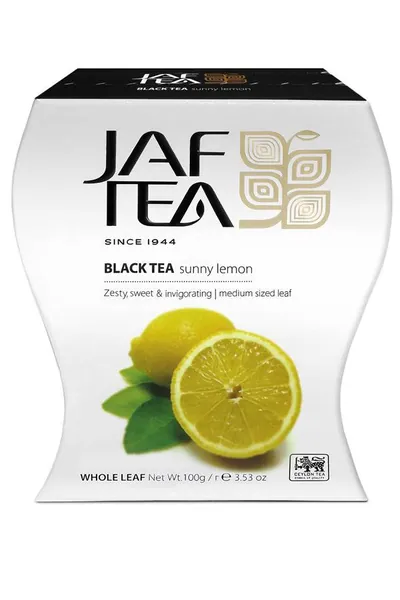 JAF
TEA
BLACK TEA sunny lemon
JAF
TEA
SINCE 1944
BLACK TEA sunny lemon
Zesty, sweet & invigorating | medium sized leaf
CEYLON TEA
WHOLE LEAF Net Wt.100g / r ℮ 3.53 oz